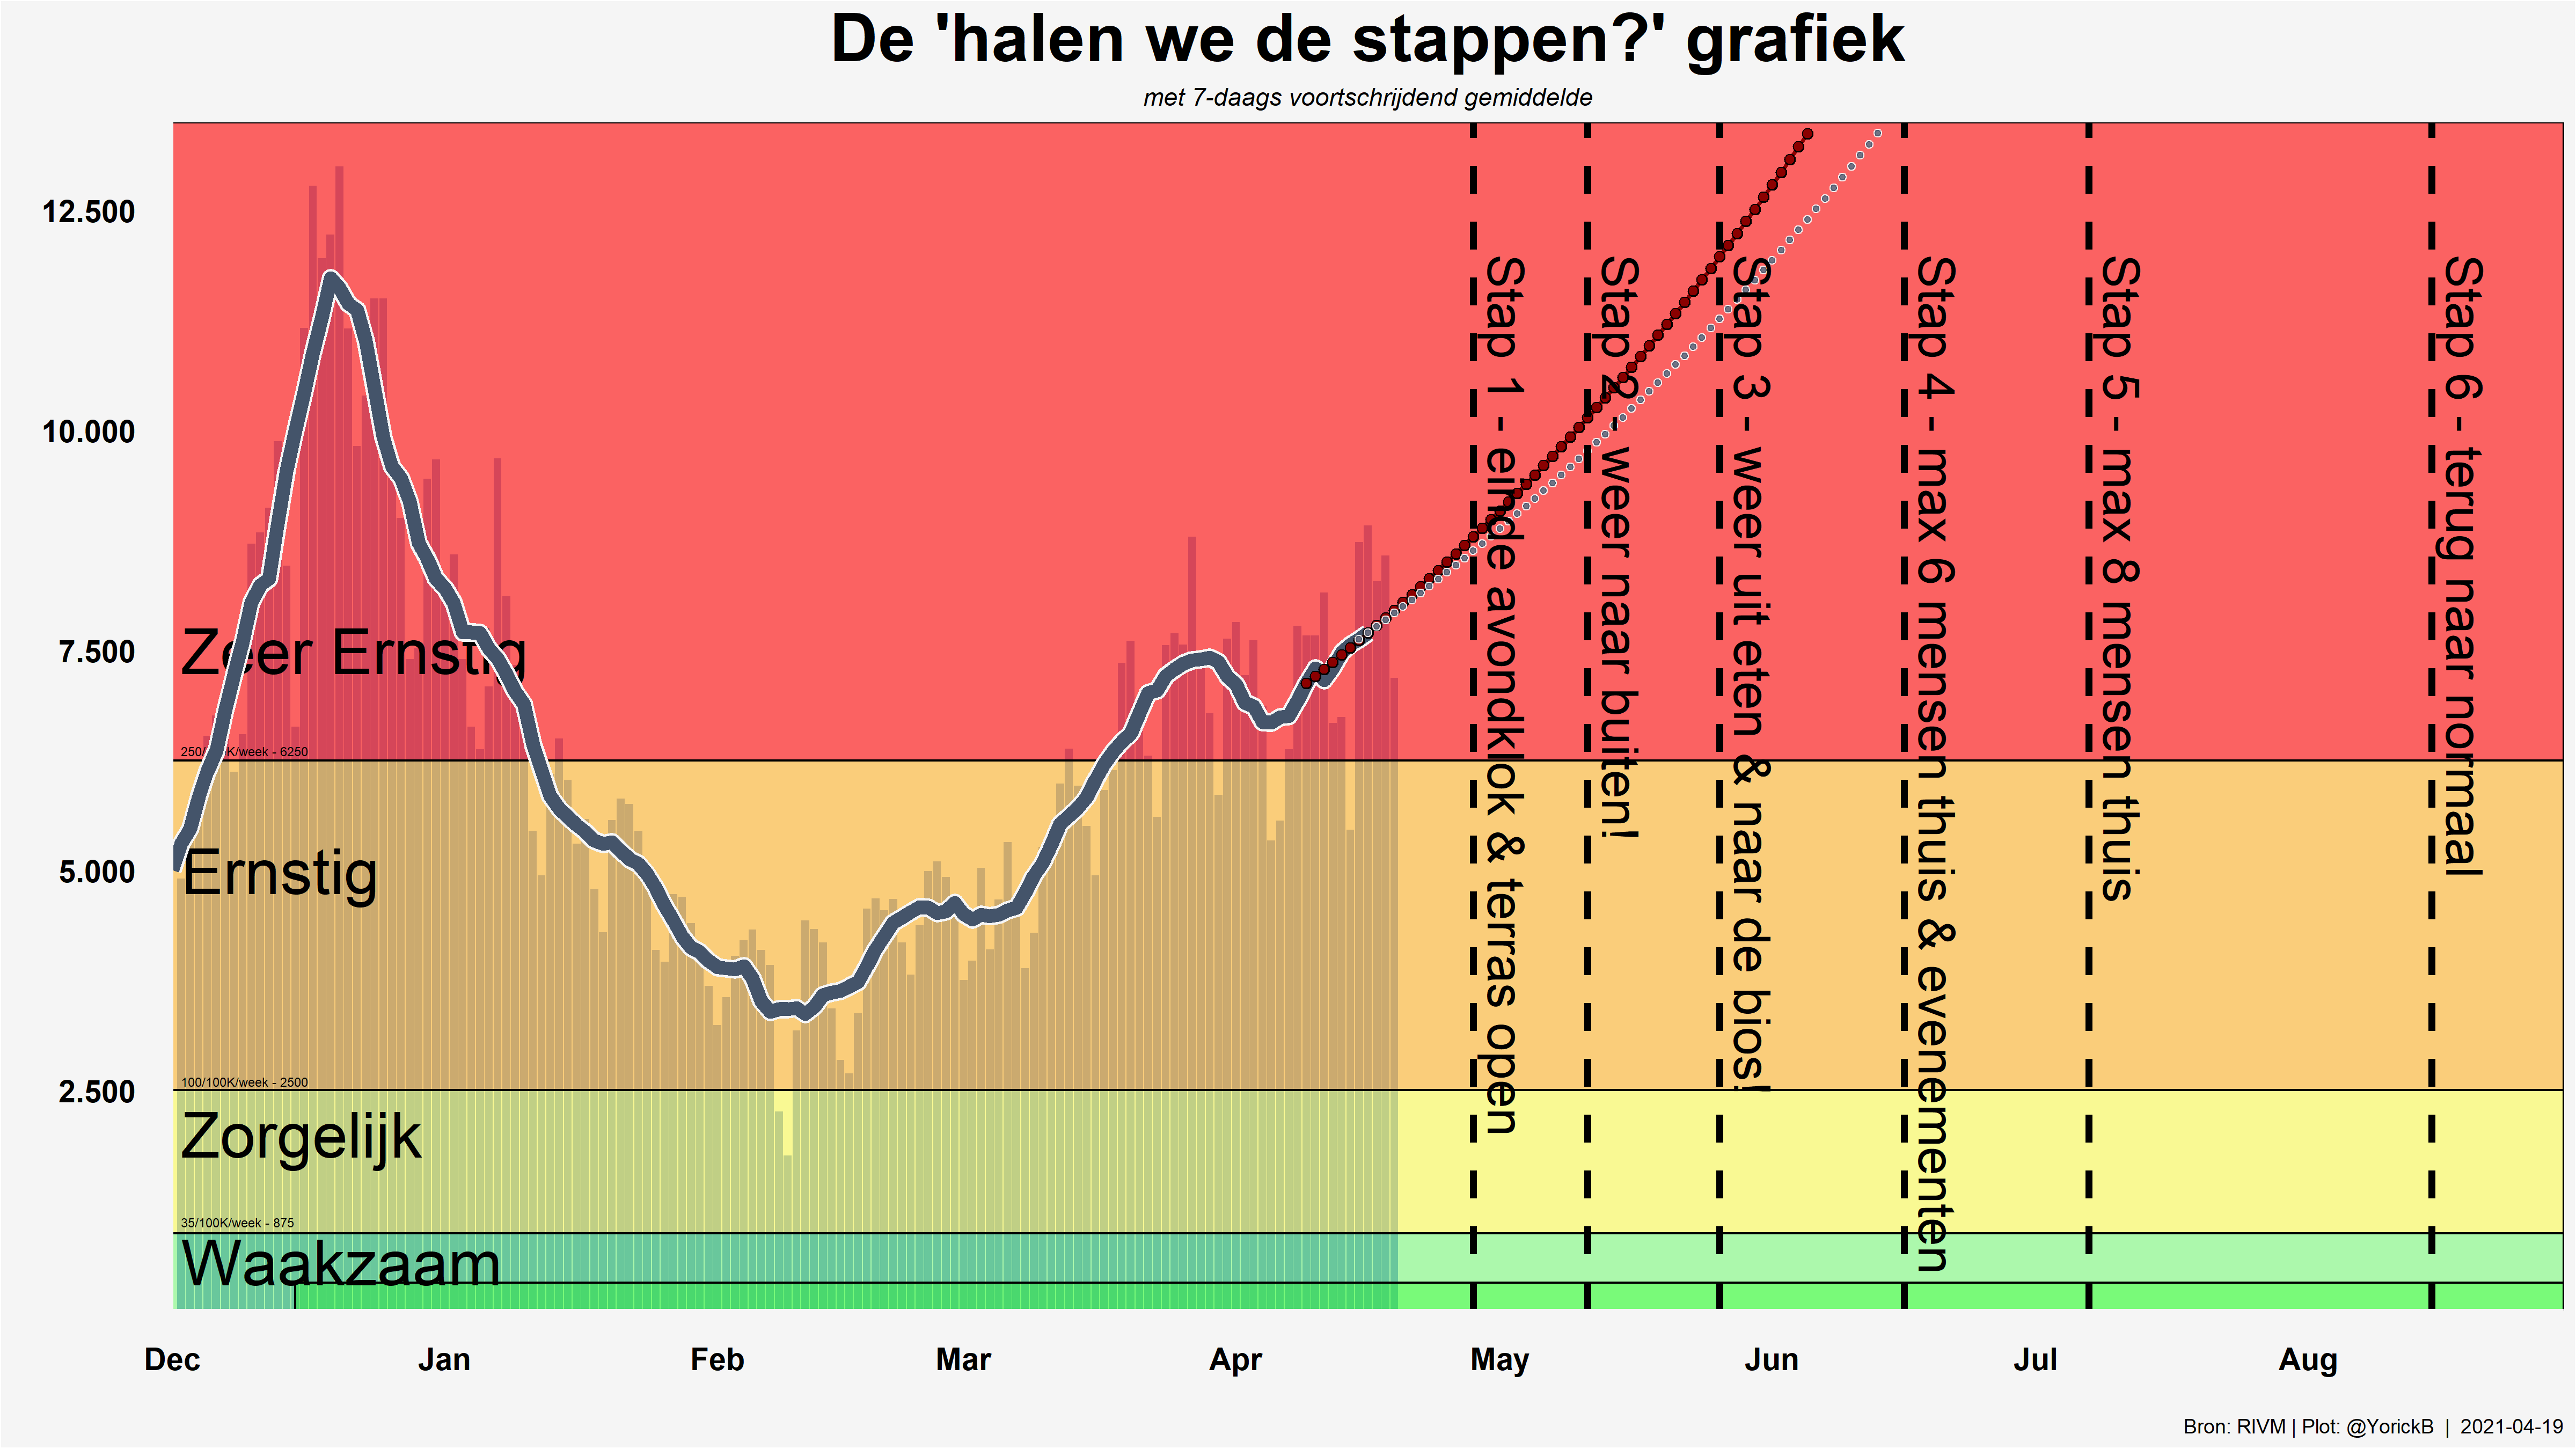 De 'halen we de stappen?' grafiek
met 7-daags voortschrijdend gemiddelde
12.500
10.000
7.500
5.000
2.500
Zeer Ernstig
250/100K/week - 6250
Ernstig
100/100K/week - 2500
Zorgelijk
35/100K/week - 875
Waakzaam
Stap 1 - einde avondklok & terras open
Stap 2 - weer naar buiten!
Stap 3 - weer uit eten & naar de bios!
Stap 4 - max 6 mensen thuis & evenementen
Stap 5 - max 8 mensen thuis
Stap 6 - terug naar normaal
Dec Jan Feb Mar Apr May Jun Jul Aug
Bron: RIVM | Plot: @YorickB | 2021-04-19